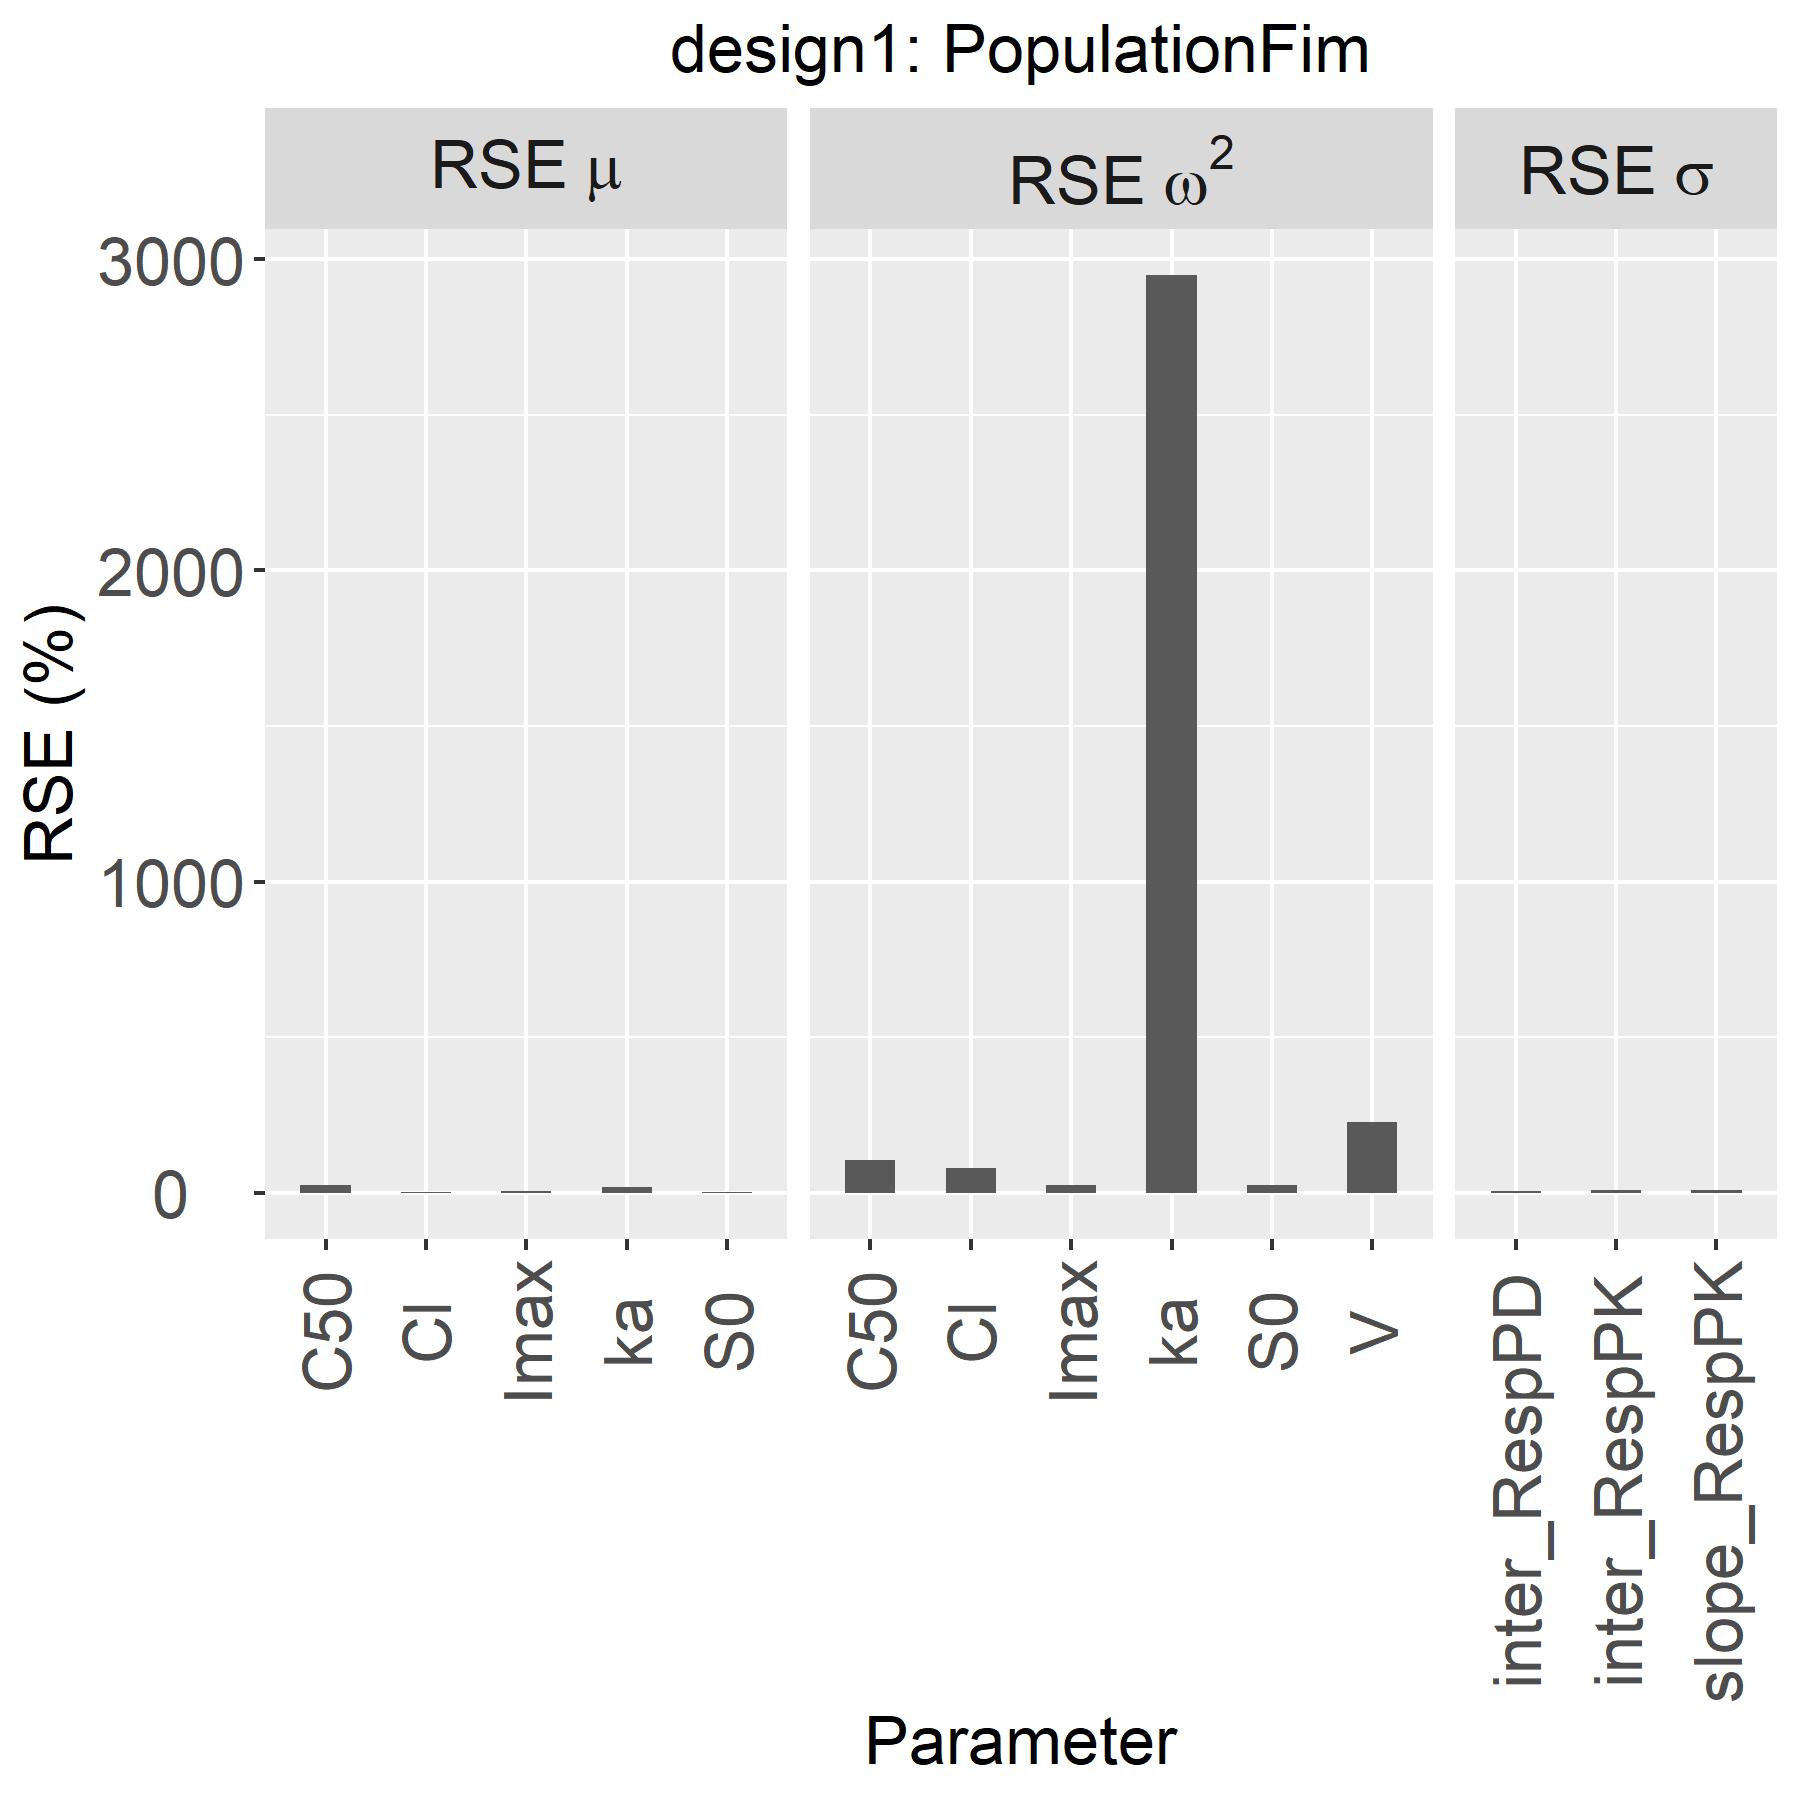 design1: PopulationFim
RSE μ
RSE ω²
RSE σ
3000
2000
1000
0
RSE (%)
C50
Cl
Imax
ka
S0
C50
Cl
Imax
ka
S0
V
inter_RespPD
inter_RespPK
slope_RespPK
Parameter